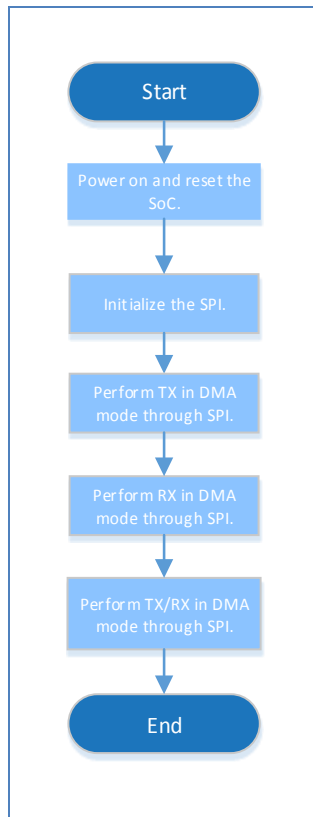 Start
Power on and reset the
SoC.
Initialize the SPI.
Perform TX in DMA
mode through SPI.
Perform RX in DMA
mode through SPI.
Perform TX/RX in DMA
mode through SPI.
End